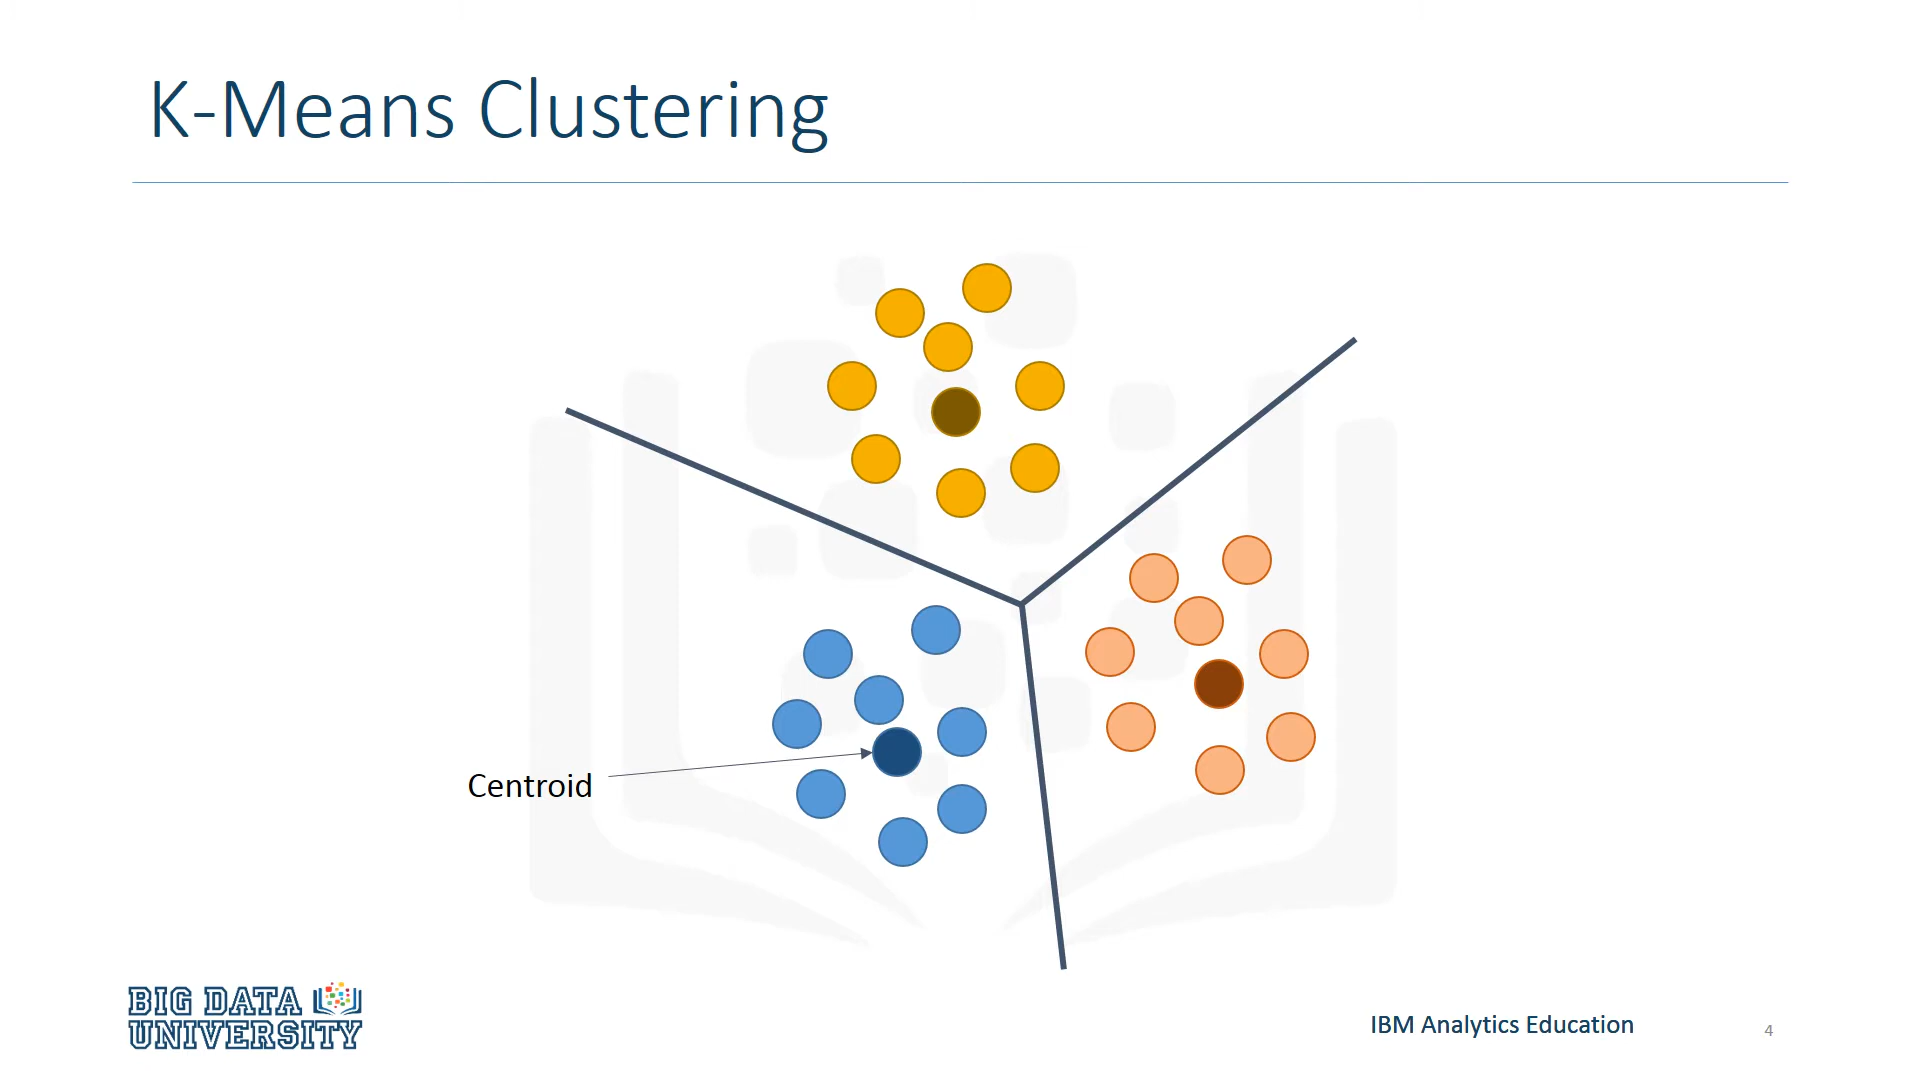 K-Means Clustering
Centroid
BIG DATA
UNIVERSITY
IBM Analytics Education
4